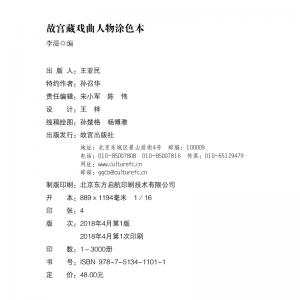 故宫藏戏曲人物涂色本
李湜◎编
出 版 人：王亚民
特约作者：孙召华
责任编辑：宋小军 陈 伟
设 计：王 梓
线稿绘图：孙楚格 杨博雅
出版发行：故宫出版社
地址：北京东城区景山前街4号 邮编：100009
电话：010-85007808 010-85007816 传真：010-65129479
网址：www.culturefc.cn
邮箱：ggcb@culturefc.cn
制版印刷：北京东方启航印刷技术有限公司
开 本：889×1194毫米 1/16
印 张：4
版 次：2018年4月第1版
2018年4月第1次印刷
印 数：1-3000册
书 号：ISBN 978-7-5134-1101-1
定 价：48.00元